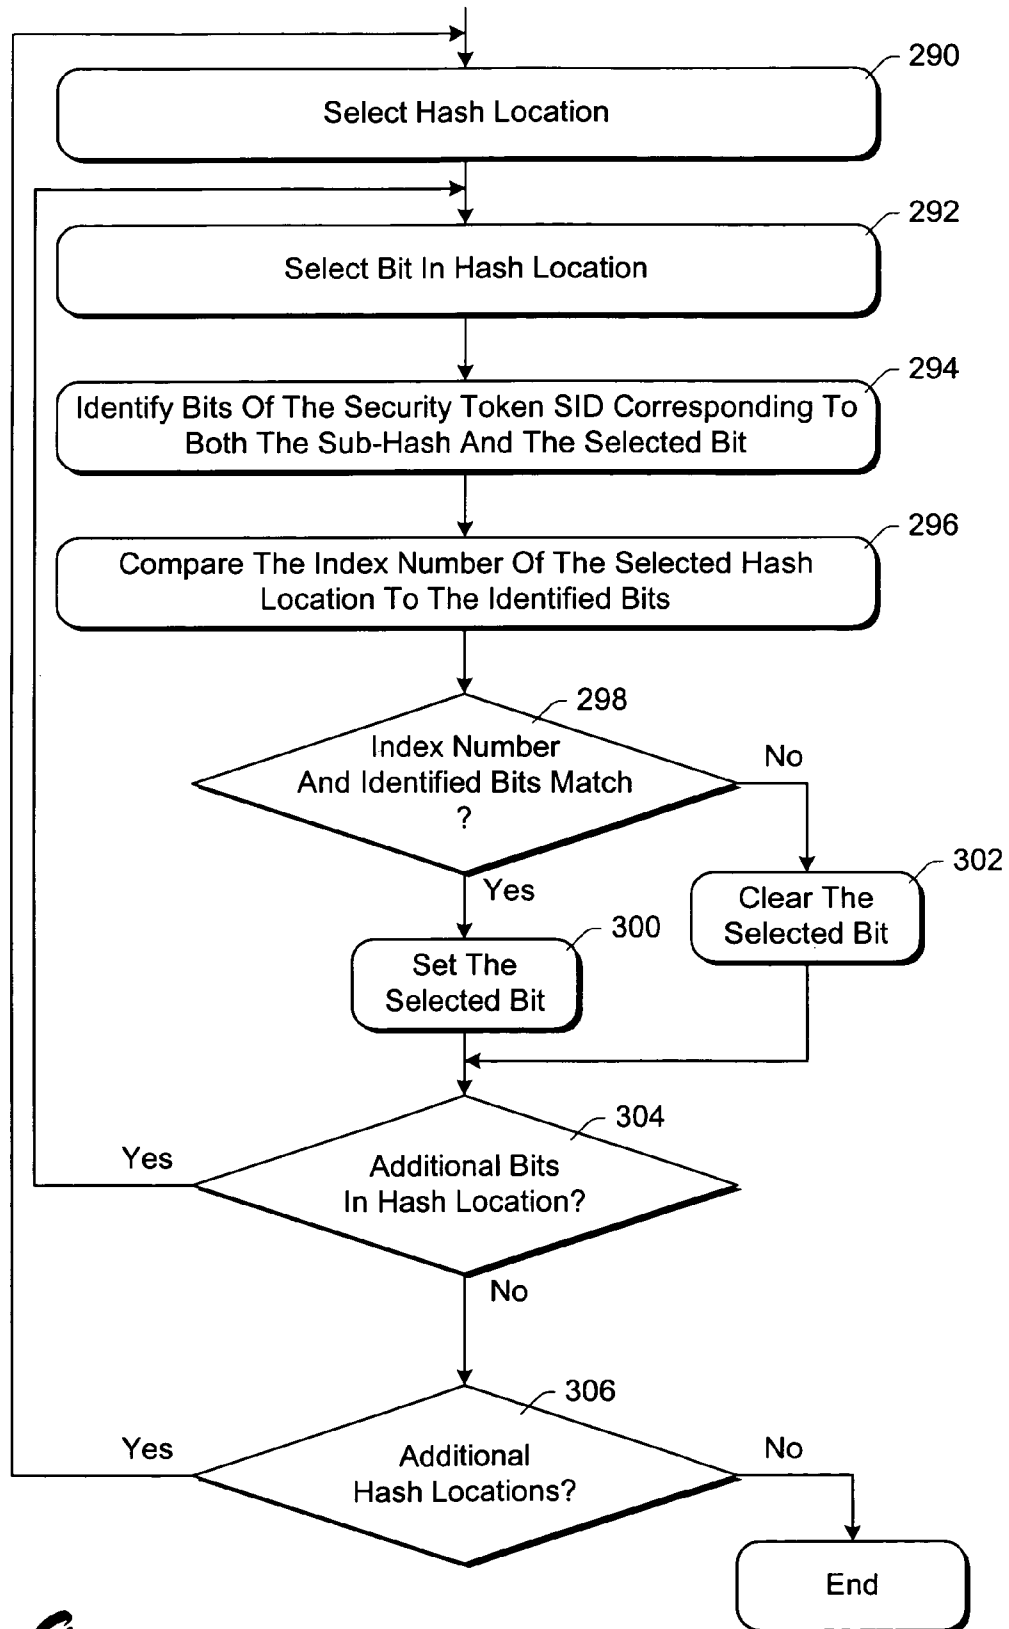 290
Select Hash Location
292
Select Bit In Hash Location
294
Identify Bits Of The Security Token SID Corresponding To
Both The Sub-Hash And The Selected Bit
296
Compare The Index Number Of The Selected Hash
Location To The Identified Bits
298
Index Number
And Identified Bits Match
?
No
Yes
302
Clear The
Selected Bit
300
Set The
Selected Bit
304
Additional Bits
In Hash Location?
Yes
No
306
Additional
Hash Locations?
Yes
No
End